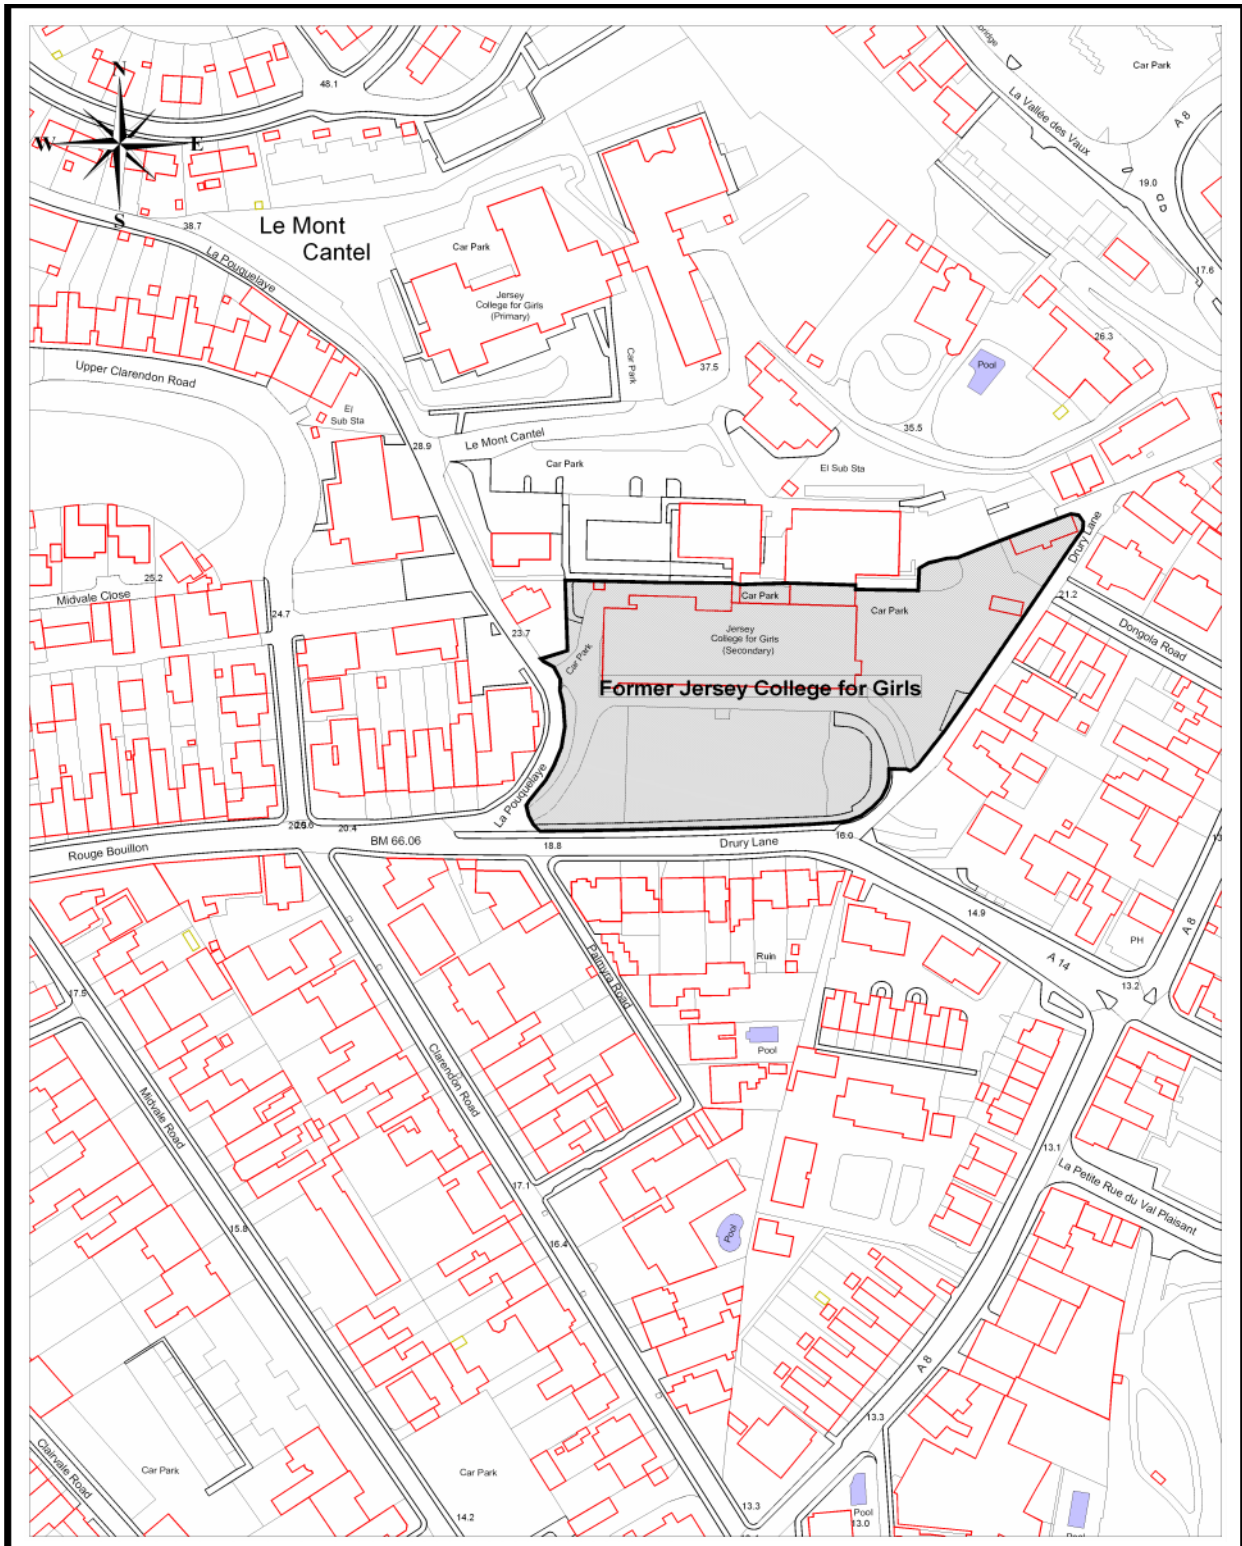 48.1
Car Park
La Vallée des Vaux
A 8
N
W
E
S
19.0
38.7
Le Mont
Cantel
La Pouquelaye
Car Park
17.6
Jersey
College for Girls
(Primary)
Car Park
26.3
Pool
37.5
Upper Clarendon Road
El
Sub Sta
35.5
28.9
Le Mont Cantel
Car Park
El Sub Sta
Drury Lane
25.2
Midvale Close
24.7
23.7
Car Park
Car Park
21.2
Dongola Road
Jersey
College for Girls
(Secondary)
Car Park
Former Jersey College for Girls
La Pouquelaye
20.4
BM 66.06
18.8
Drury Lane
16.0
Rouge Bouillon
14.9
PH
A 8
Ruin
Palmyra Road
A 14
13.2
17.5
Pool
Clarendon Road
Midvale Road
13.1
La Petite Rue du Val Plaisant
17.1
15.8
16.4
Pool
A 8
13.3
Clairvale Road
Car Park
Car Park
14.2
13.3
Pool
13.0